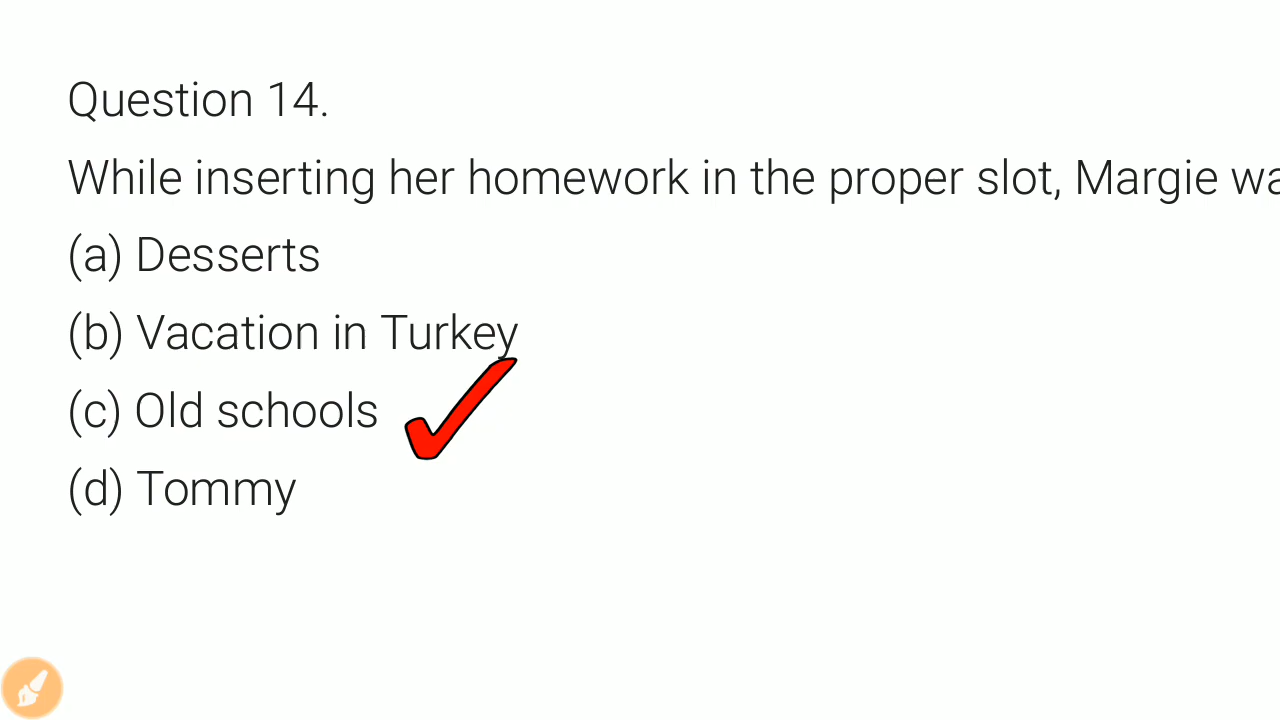 Question 14.
While inserting her homework in the proper slot, Margie wa
(a) Desserts
(b) Vacation in Turkey
(c) Old schools
(d) Tommy